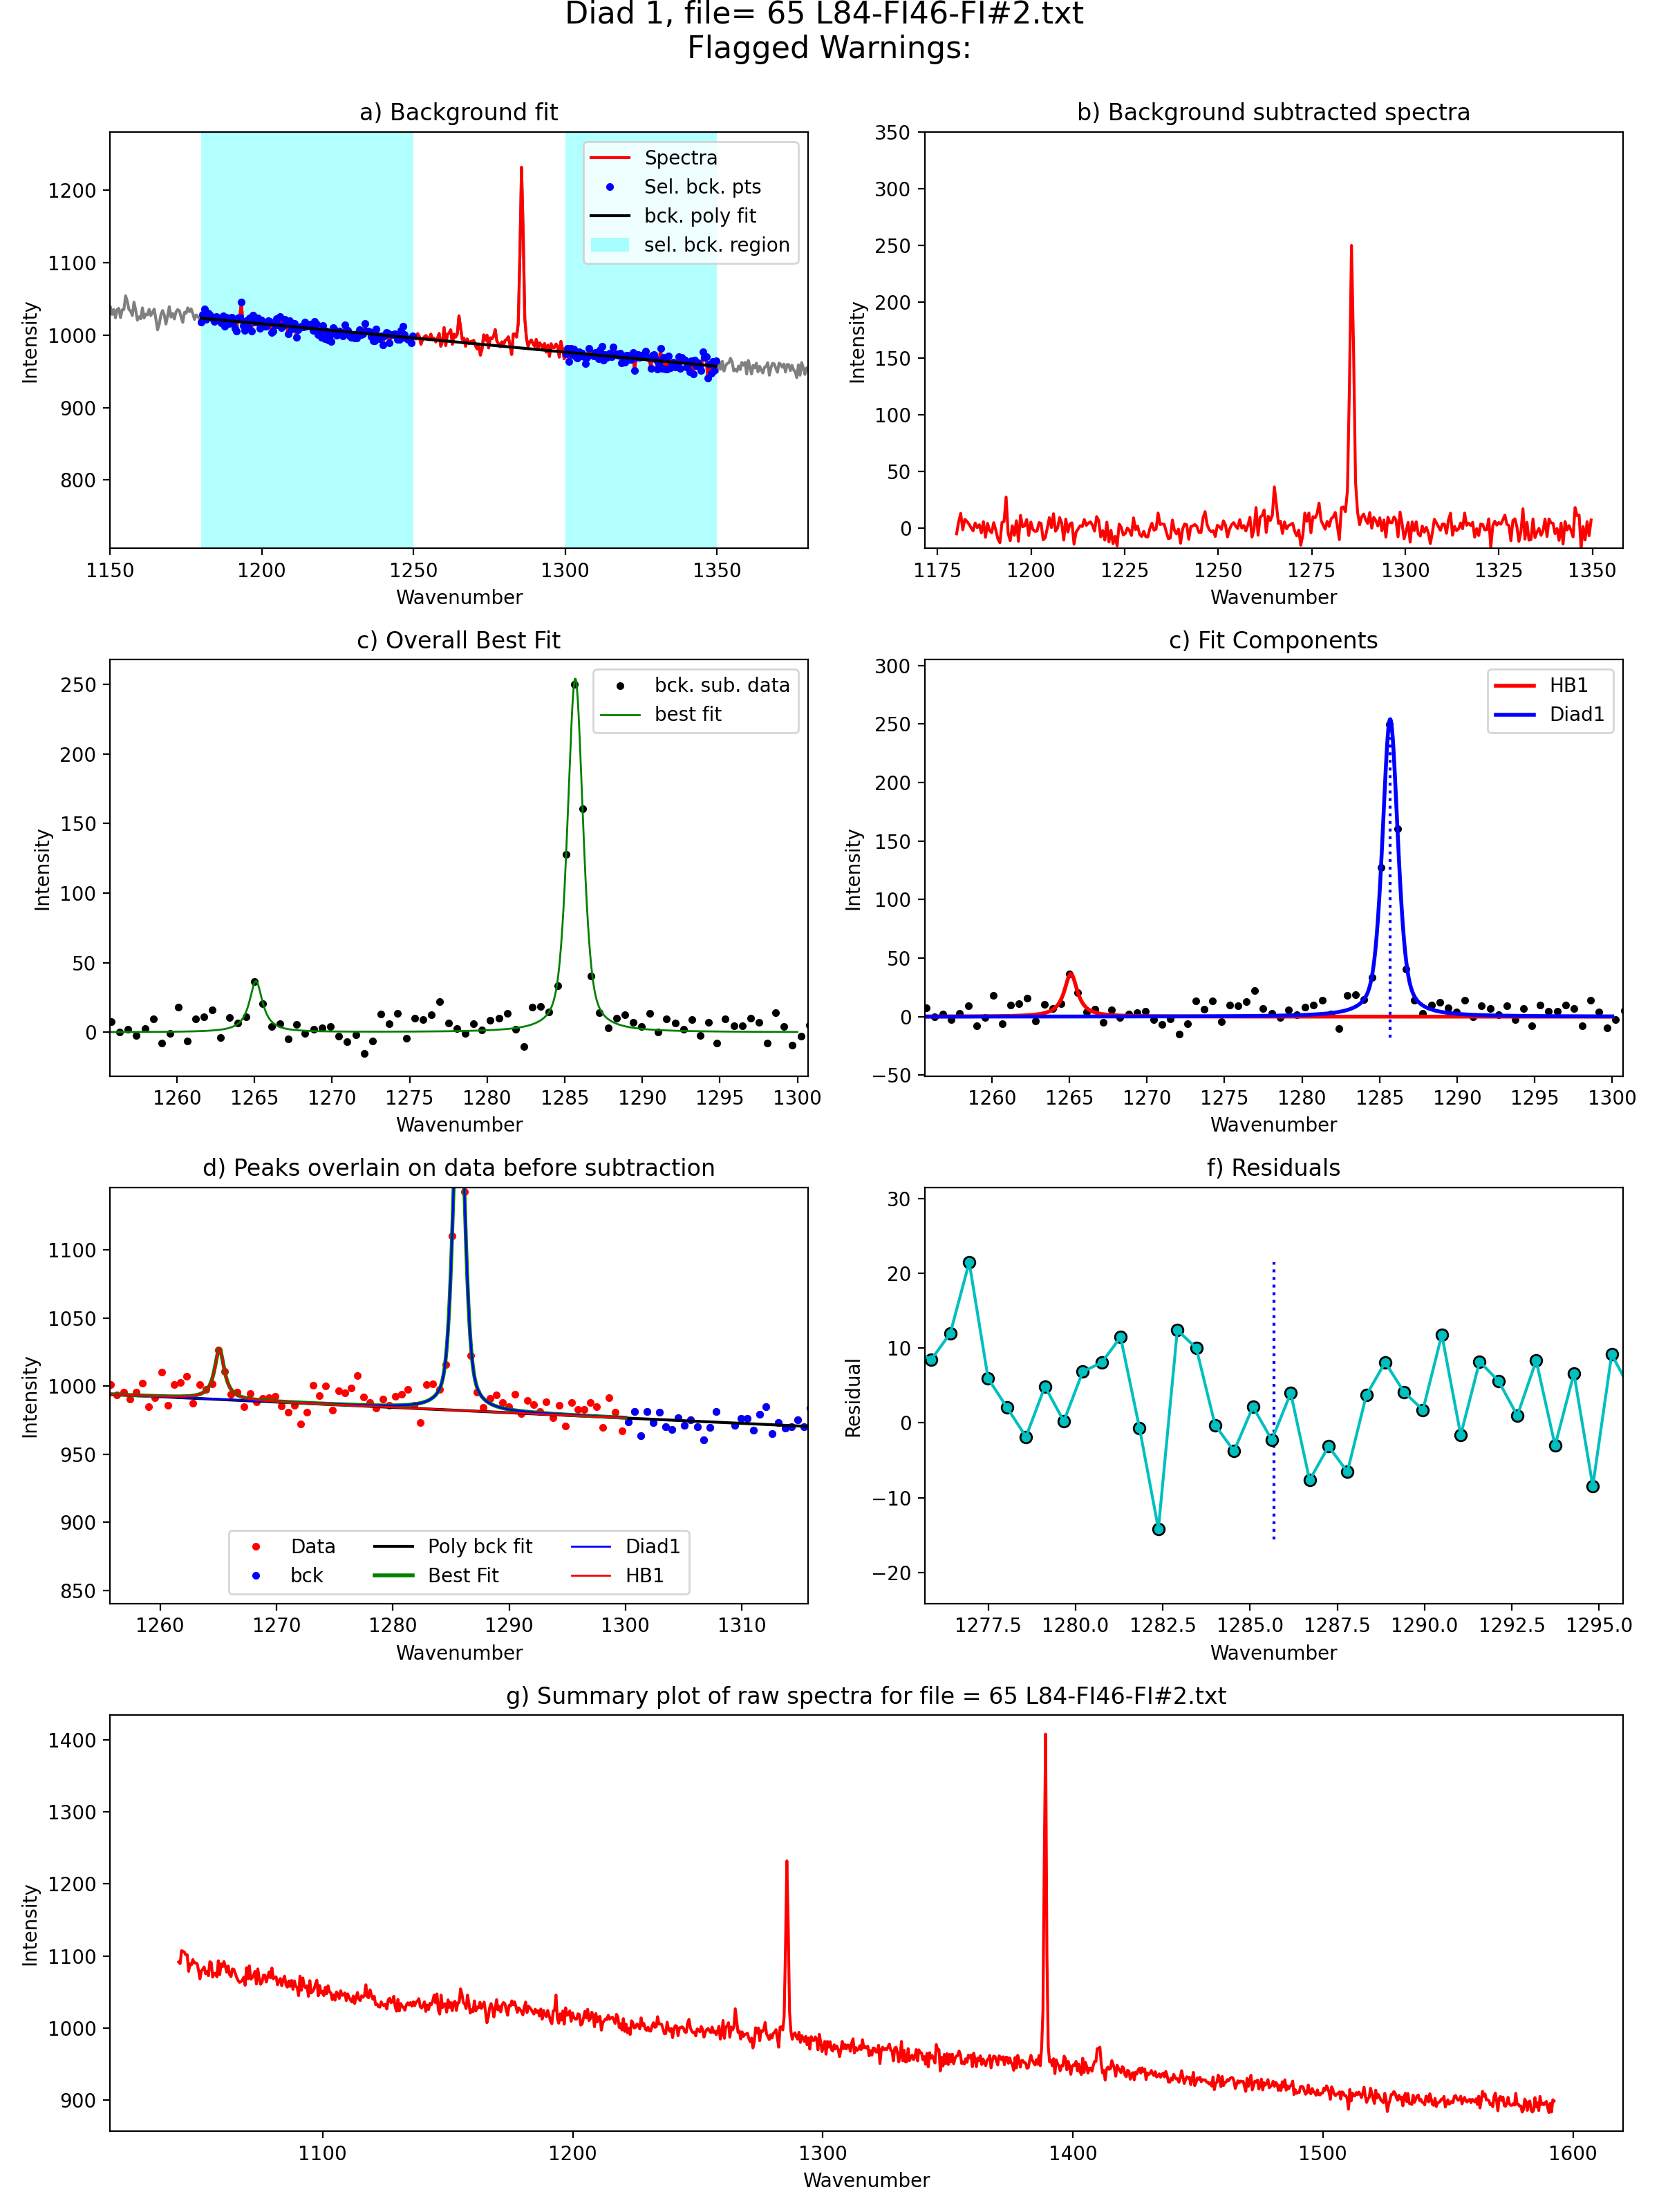 Diad 1, file= 65 L84-FI46-FI#2.txt
Flagged Warnings:
a) Background fit
Intensity
1200
1100
1000
900
800
Spectra
Sel. bck. pts
bck. poly fit
sel. bck. region
1150 1200 1250 1300 1350
Wavenumber
b) Background subtracted spectra
Intensity
350
300
250
200
150
100
50
0
1175 1200 1225 1250 1275 1300 1325 1350
Wavenumber
c) Overall Best Fit
Intensity
250
200
150
100
50
0
bck. sub. data
best fit
1260 1265 1270 1275 1280 1285 1290 1295 1300
Wavenumber
c) Fit Components
Intensity
300
250
200
150
100
50
0
−50
HB1
Diad1
1260 1265 1270 1275 1280 1285 1290 1295 1300
Wavenumber
d) Peaks overlain on data before subtraction
Intensity
1100
1050
1000
950
900
850
Data
bck
Poly bck fit
Best Fit
Diad1
HB1
1260 1270 1280 1290 1300 1310
Wavenumber
f) Residuals
Residual
30
20
10
0
−10
−20
1277.5 1280.0 1282.5 1285.0 1287.5 1290.0 1292.5 1295.0
Wavenumber
g) Summary plot of raw spectra for file = 65 L84-FI46-FI#2.txt
Intensity
1400
1300
1200
1100
1000
900
1100 1200 1300 1400 1500 1600
Wavenumber